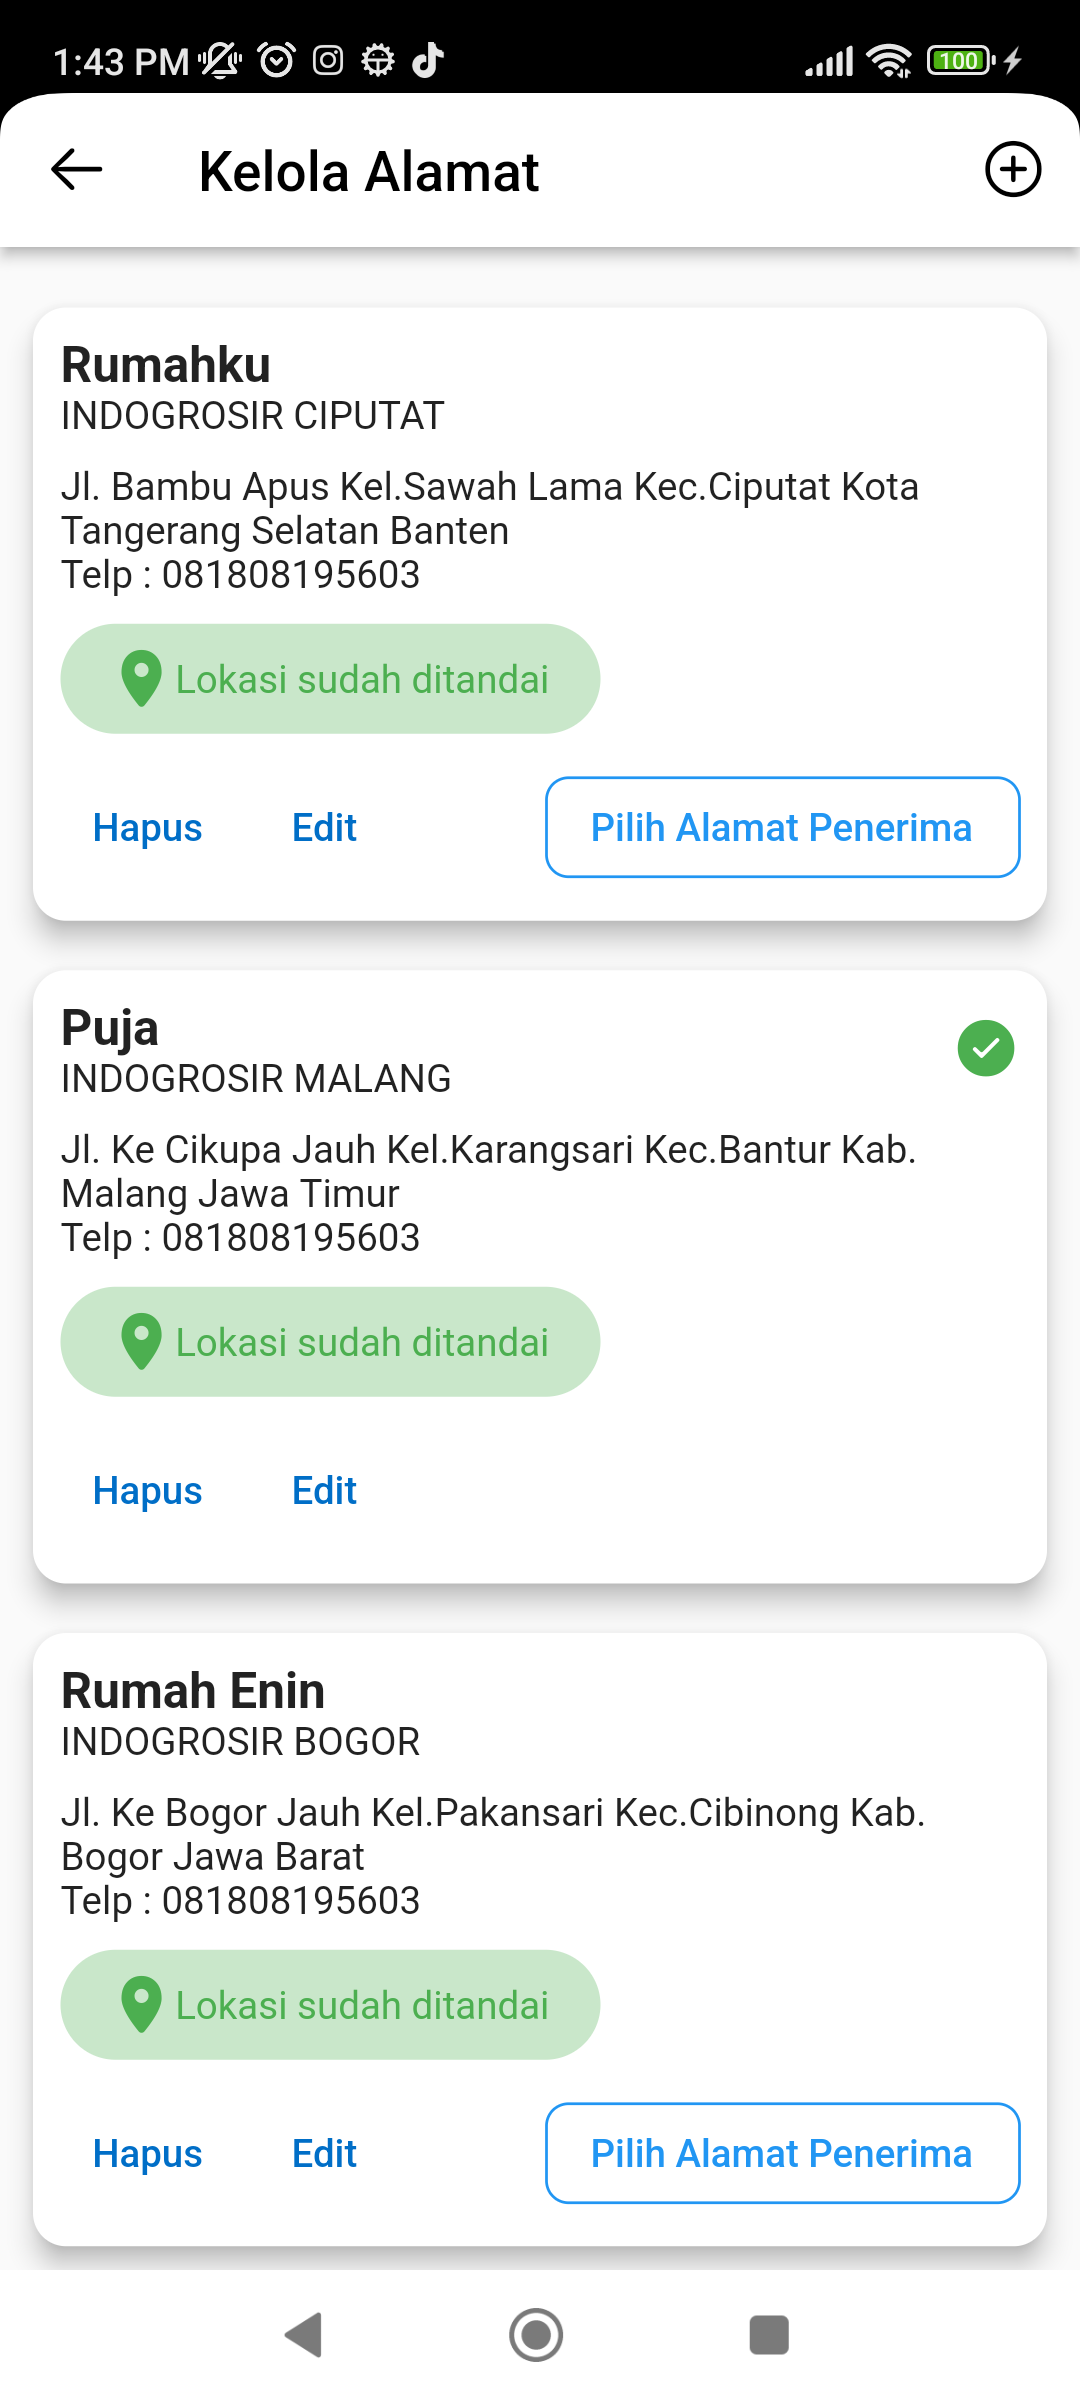 1:43 PM
100
Kelola Alamat
Rumahku
INDOGROSIR CIPUTAT
Jl. Bambu Apus Kel.Sawah Lama Kec.Ciputat Kota
Tangerang Selatan Banten
Telp : 081808195603
Lokasi sudah ditandai
Hapus Edit Pilih Alamat Penerima
Puja
INDOGROSIR MALANG
Jl. Ke Cikupa Jauh Kel.Karangsari Kec.Bantur Kab.
Malang Jawa Timur
Telp : 081808195603
Lokasi sudah ditandai
Hapus Edit
Rumah Enin
INDOGROSIR BOGOR
Jl. Ke Bogor Jauh Kel.Pakansari Kec.Cibinong Kab.
Bogor Jawa Barat
Telp : 081808195603
Lokasi sudah ditandai
Hapus Edit Pilih Alamat Penerima